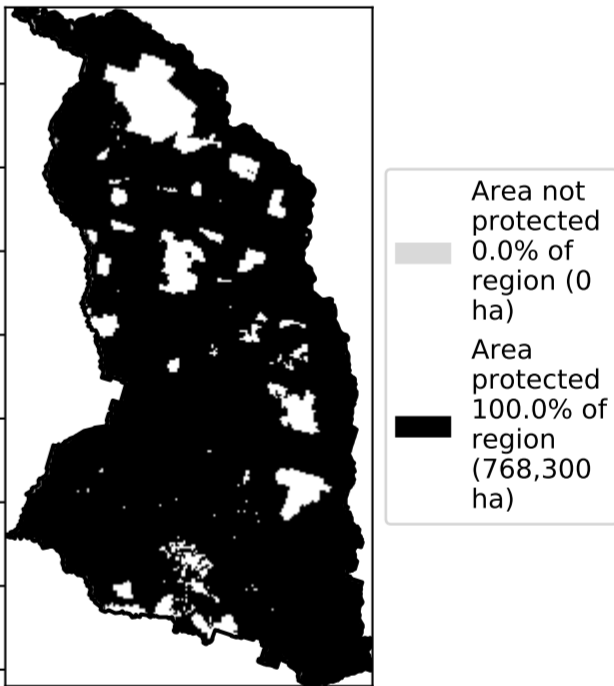 Area not
protected
0.0% of
region (0
ha)
Area
protected
100.0% of
region
(768,300
ha)